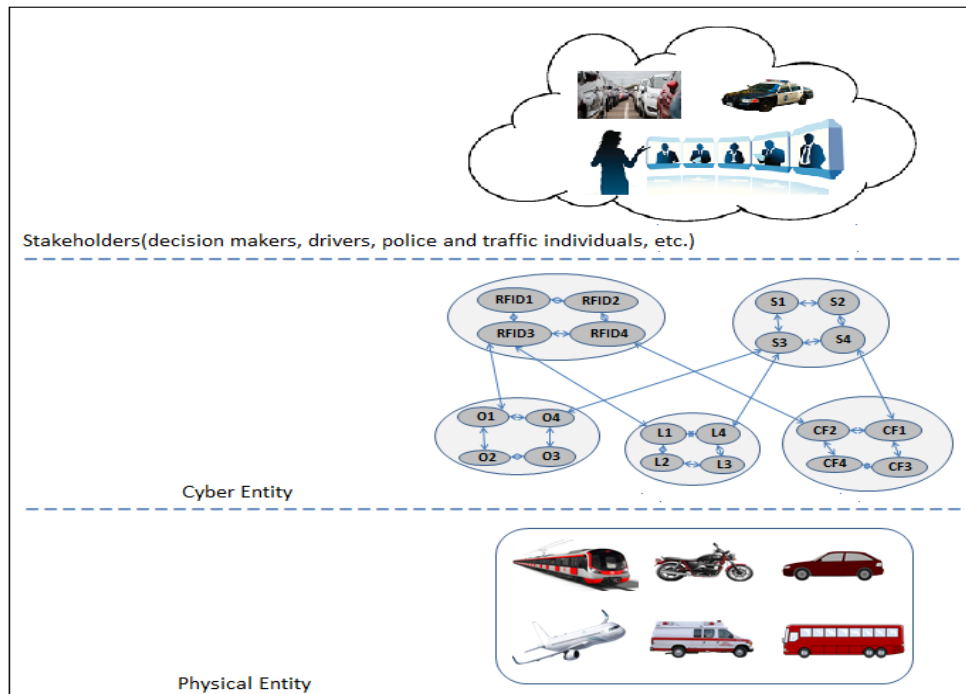 Stakeholders(decision makers, drivers, police and traffic individuals, etc.)
RFID1
RFID2
RFID3
RFID4
S1
S2
S3
S4
O1
O4
O2
O3
L1
L4
L2
L3
CF2
CF1
CF4
CF3
Cyber Entity
Physical Entity